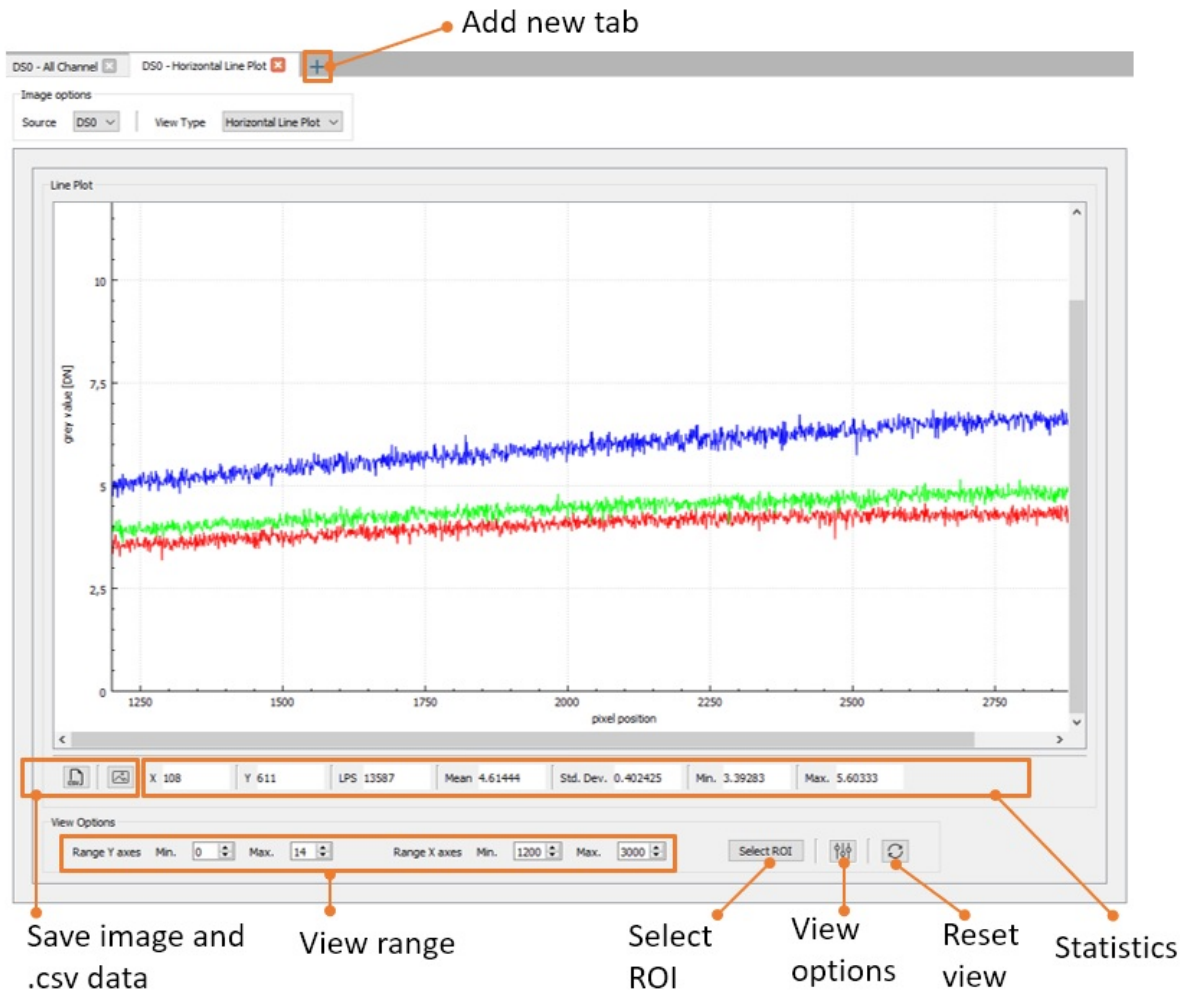 Add new tab
DS0 - All Channel
DS0 - Horizontal Line Plot
+
Image options
Source DS0 View Type Horizontal Line Plot
Line Plot
grey value [DN]
10
7,5
5
2,5
0
1250 1500 1750 2000 2250 2500 2750
pixel position
X 108 Y 611 LPS 13587 Mean 4.61444 Std. Dev. 0.402425 Min. 3.39283 Max. 5.60333
View Options
Range Y axes Min. 0 Max. 14 Range X axes Min. 1200 Max. 3000 Select ROI
Save image and
.csv data
View range
Select
ROI
View
options
Reset
view
Statistics